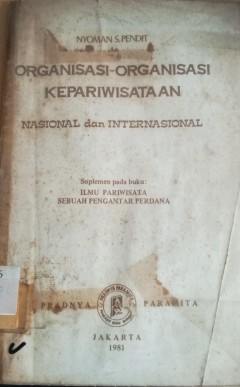 NYOMAN S. PENDIT
ORGANISASI-ORGANISASI
KEPARIWISATAAN
NASIONAL dan INTERNASIONAL
Suplemen pada buku:
ILMU PARIWISATA
SEBUAH PENGANTAR PERDANA
PRADNYA PARAMITA
JAKARTA
1981